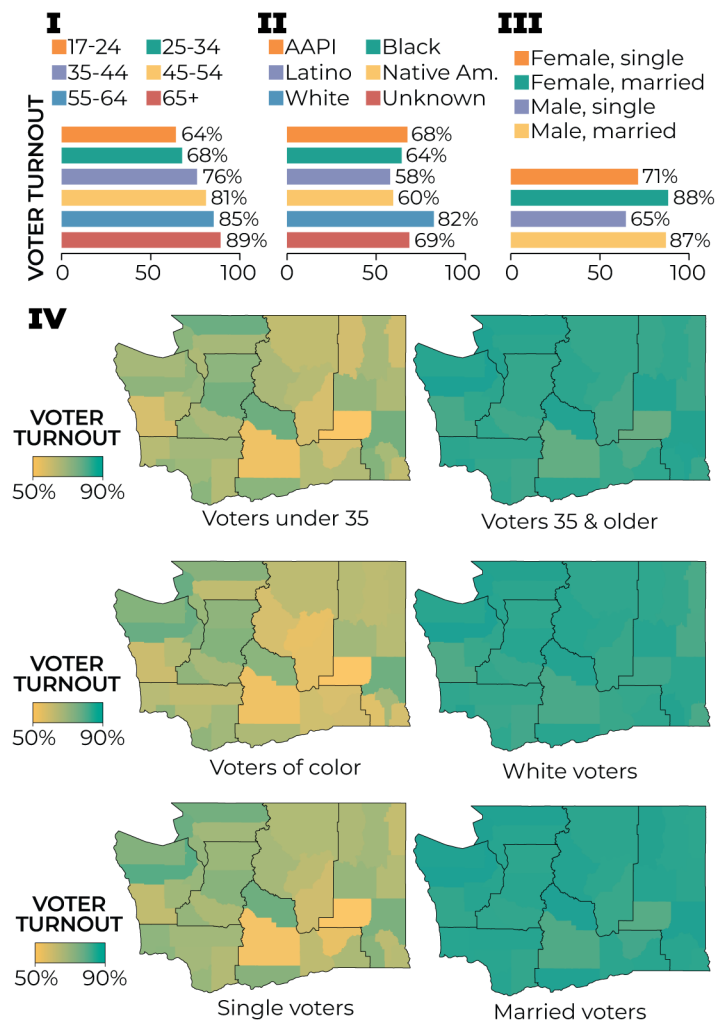 I
17-24 25-34
35-44 45-54
55-64 65+
VOTER TURNOUT
64%
68%
76%
81%
85%
89%
0 50 100
II
AAPI Black
Latino Native Am.
White Unknown
68%
64%
58%
60%
82%
69%
0 50 100
III
Female, single
Female, married
Male, single
Male, married
71%
88%
65%
87%
0 50 100
IV
VOTER
TURNOUT
50% 90%
Voters under 35
Voters 35 & older
VOTER
TURNOUT
50% 90%
Voters of color
White voters
VOTER
TURNOUT
50% 90%
Single voters
Married voters